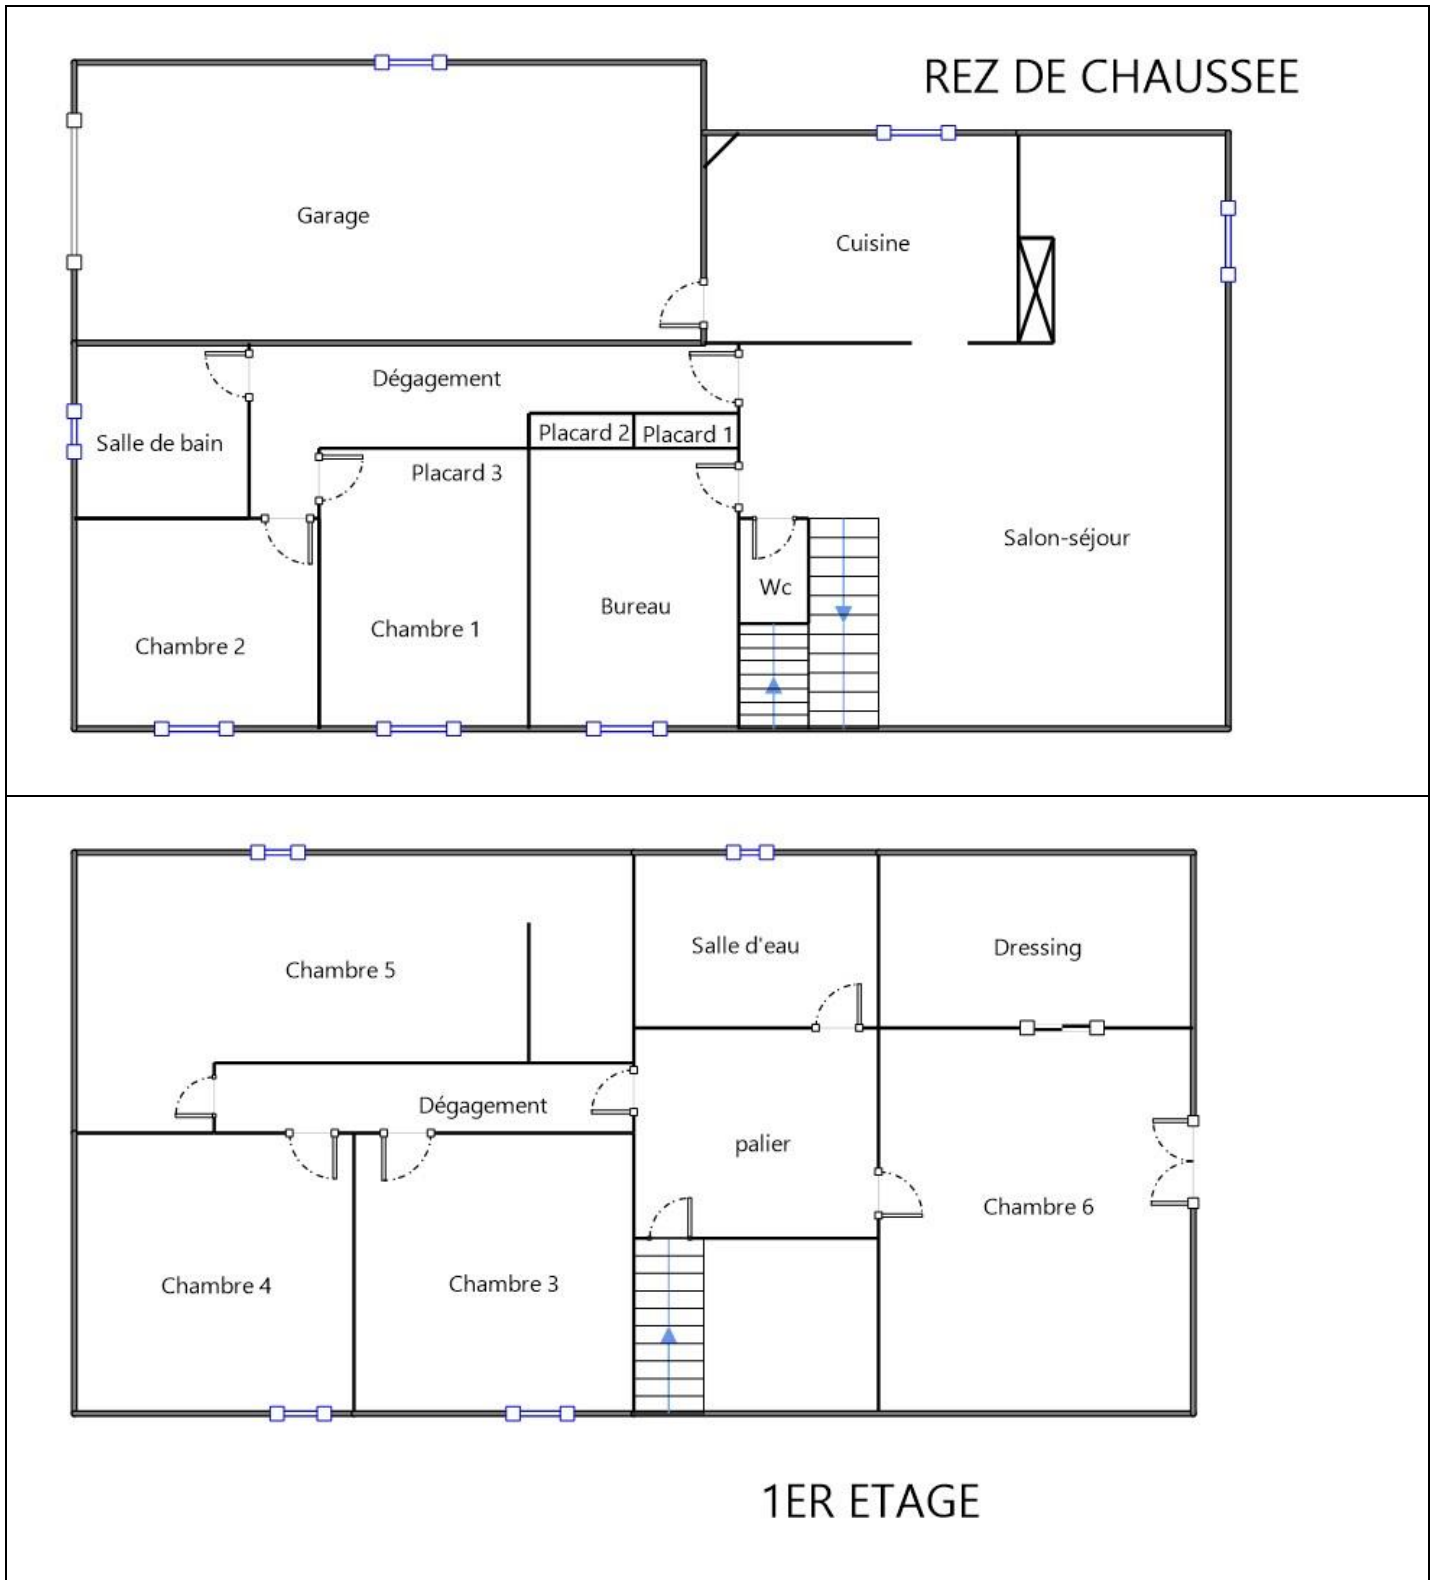 REZ DE CHAUSSEE
Garage
Cuisine
Dégagement
Salle de bain
Placard 2
Placard 1
Placard 3
Salon-séjour
Wc
Bureau
Chambre 1
Chambre 2
Salle d'eau
Dressing
Chambre 5
Dégagement
palier
Chambre 6
Chambre 4
Chambre 3
1ER ETAGE